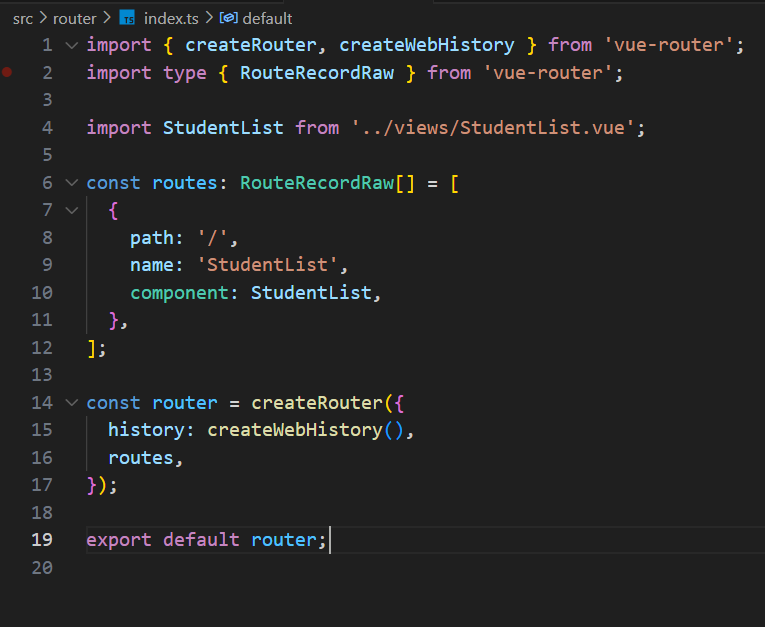 src > router > TS index.ts > default
1 import { createRouter, createWebHistory } from 'vue-router';
2 import type { RouteRecordRaw } from 'vue-router';
3
4 import StudentList from '../views/StudentList.vue';
5
6 const routes: RouteRecordRaw[] = [
7   {
8     path: '/',
9     name: 'StudentList',
10     component: StudentList,
11   },
12 ];
13
14 const router = createRouter({
15   history: createWebHistory(),
16   routes,
17 });
18
19 export default router;
20